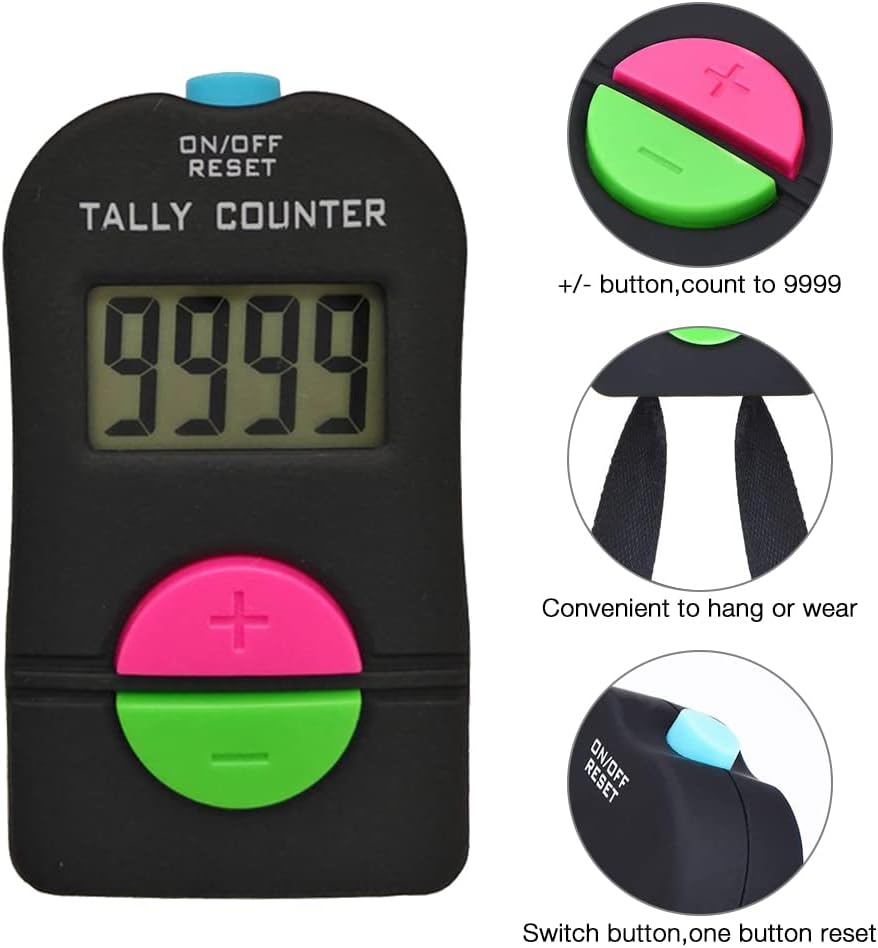 ON/OFF
RESET
TALLY COUNTER
9999
+
−
+
−
+/- button,count to 9999
Convenient to hang or wear
ON/OFF
RESET
Switch button,one button reset